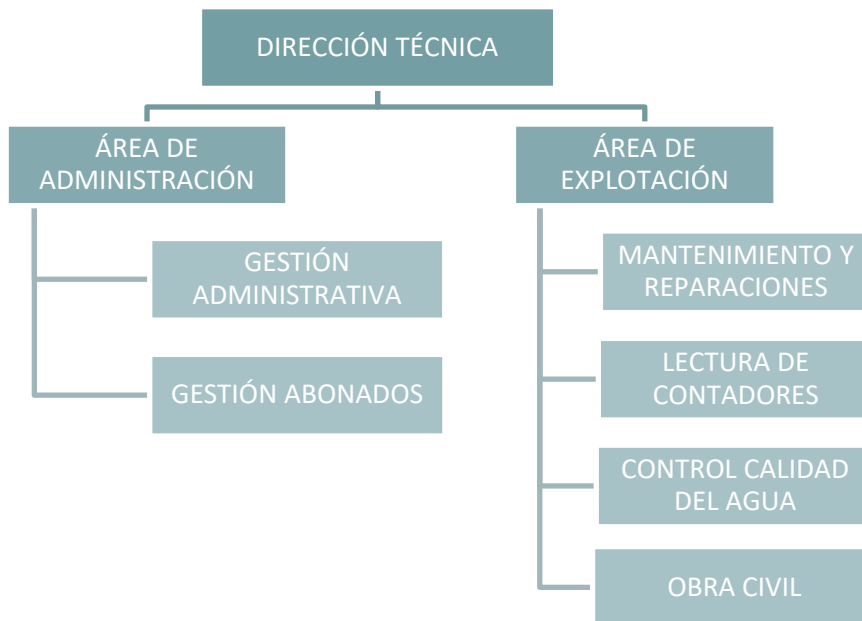 DIRECCIÓN TÉCNICA
ÁREA DE
ADMINISTRACIÓN
GESTIÓN
ADMINISTRATIVA
GESTIÓN ABONADOS
ÁREA DE
EXPLOTACIÓN
MANTENIMIENTO Y
REPARACIONES
LECTURA DE
CONTADORES
CONTROL CALIDAD
DEL AGUA
OBRA CIVIL